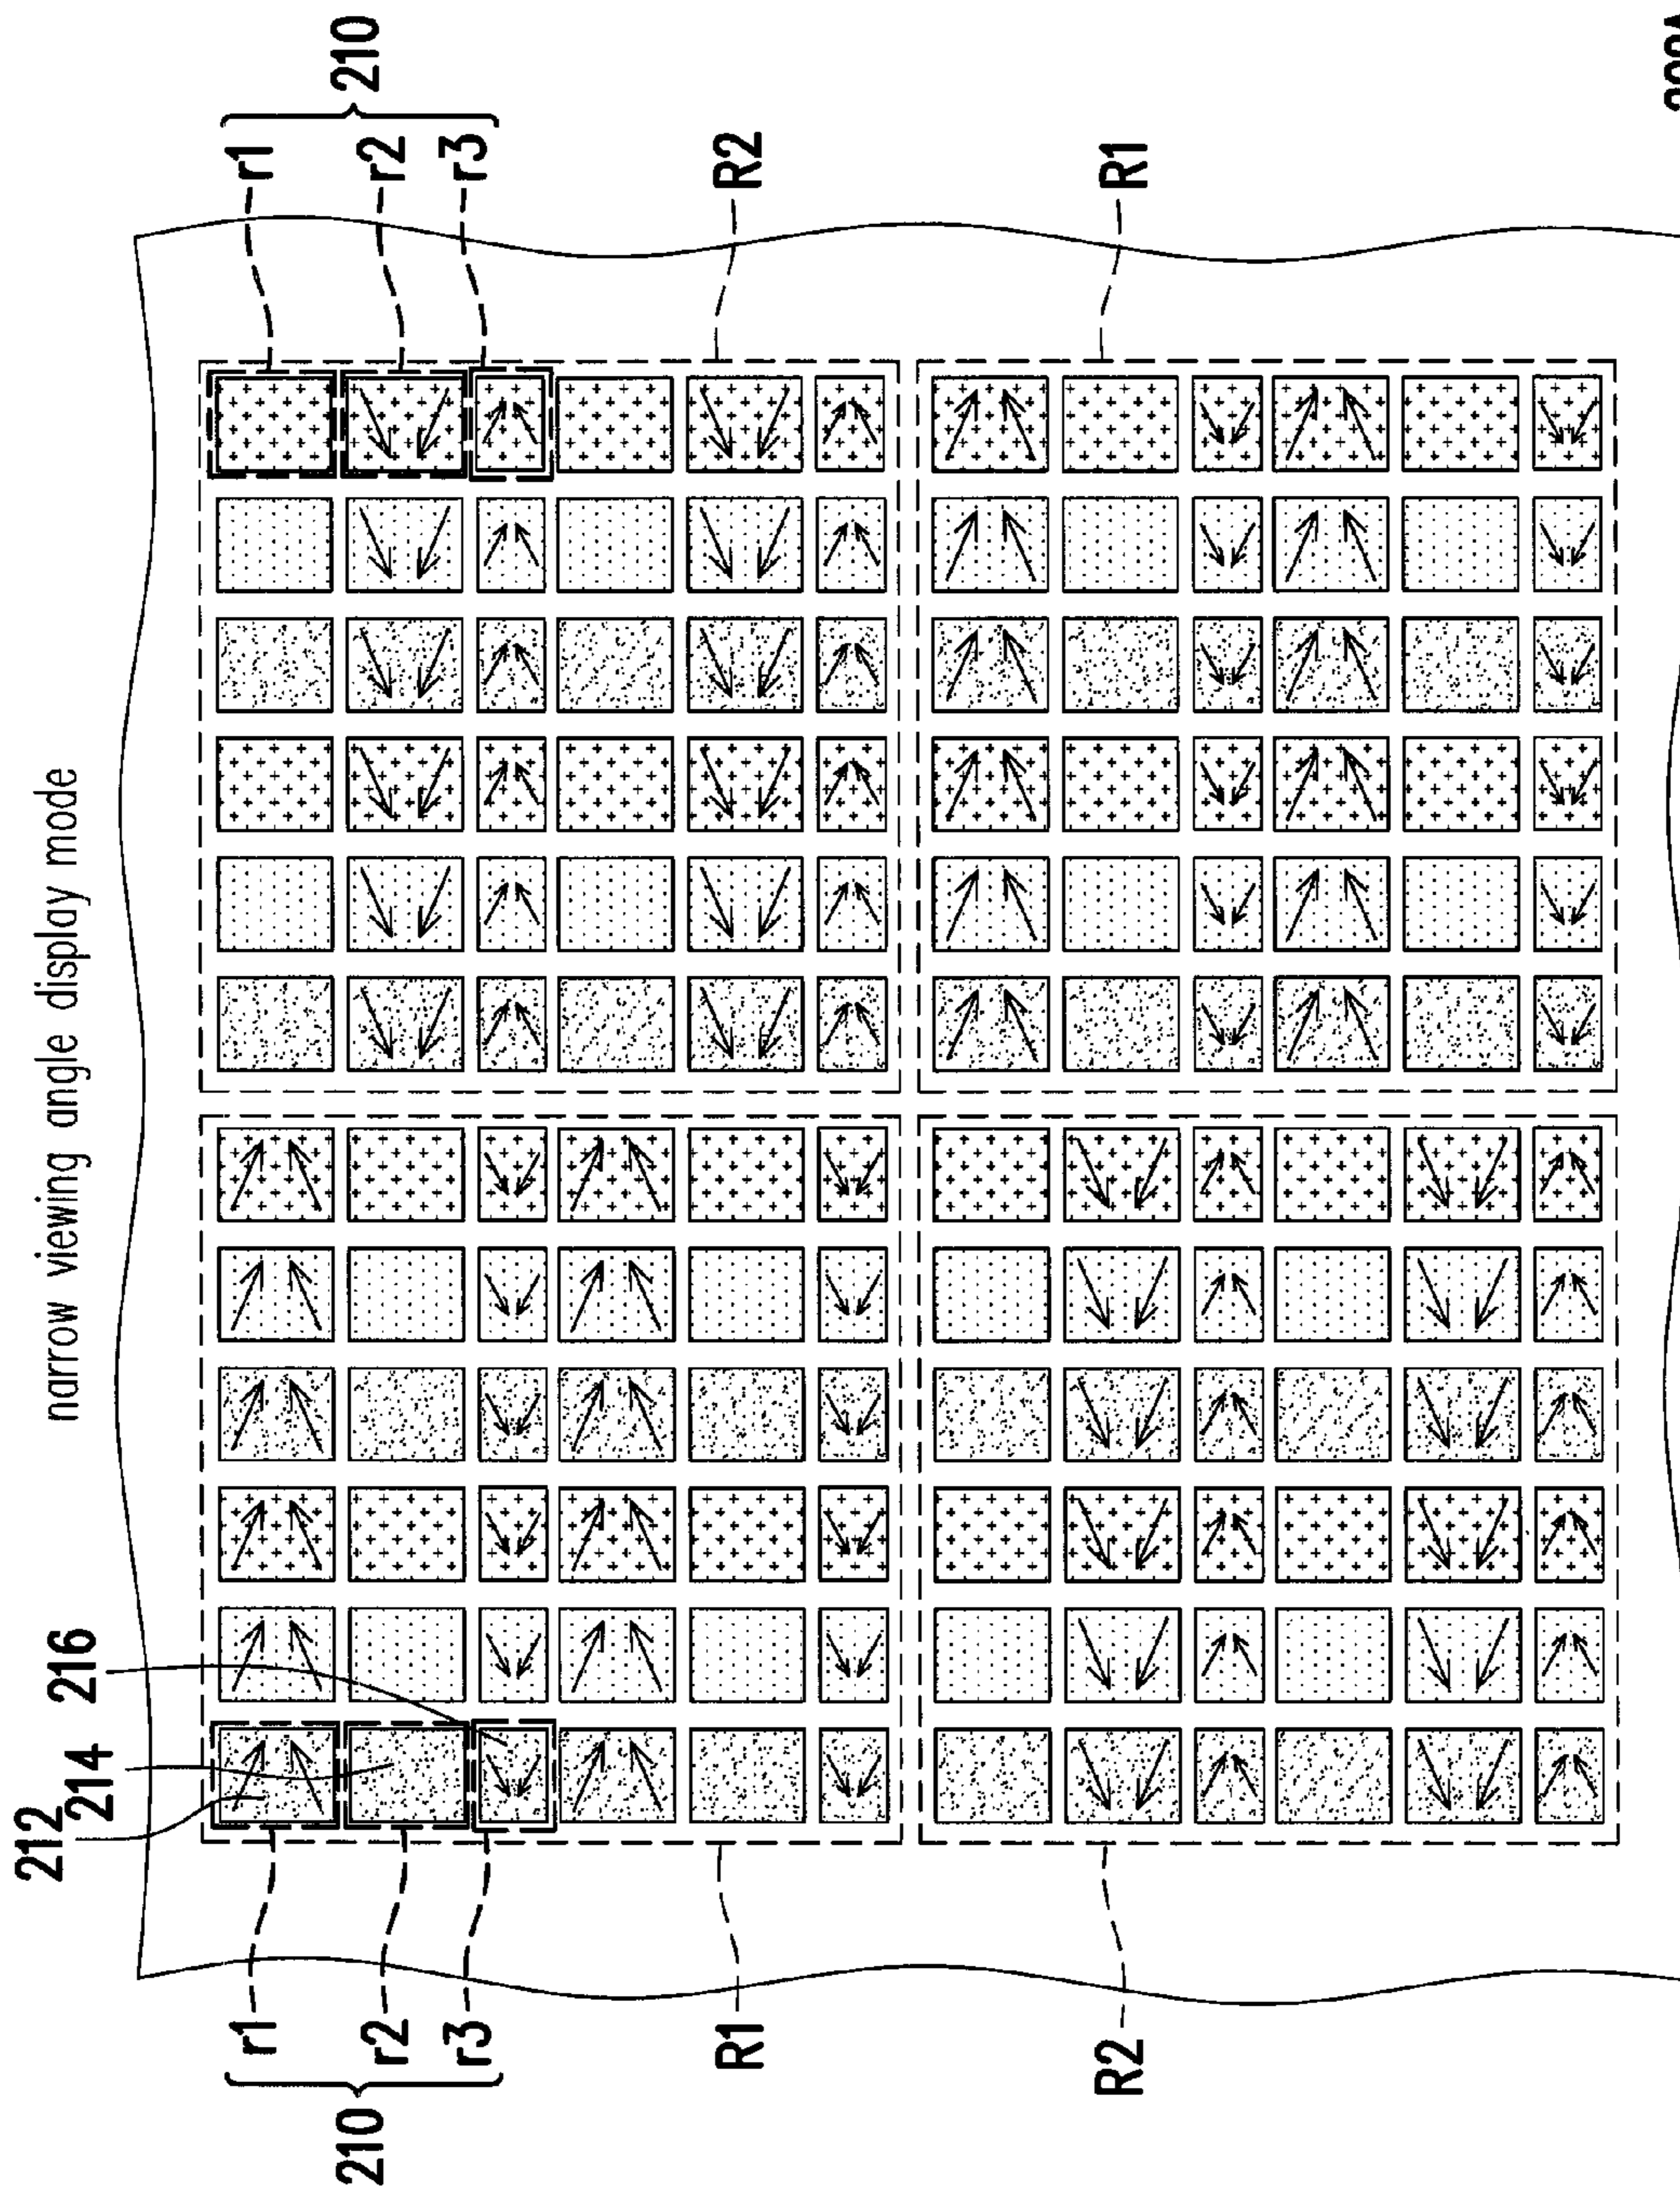 narrow viewing angle display mode
212
214
216
r1
r1
210
r2
r2
210
r3
r3
R1
R2
R2
R1